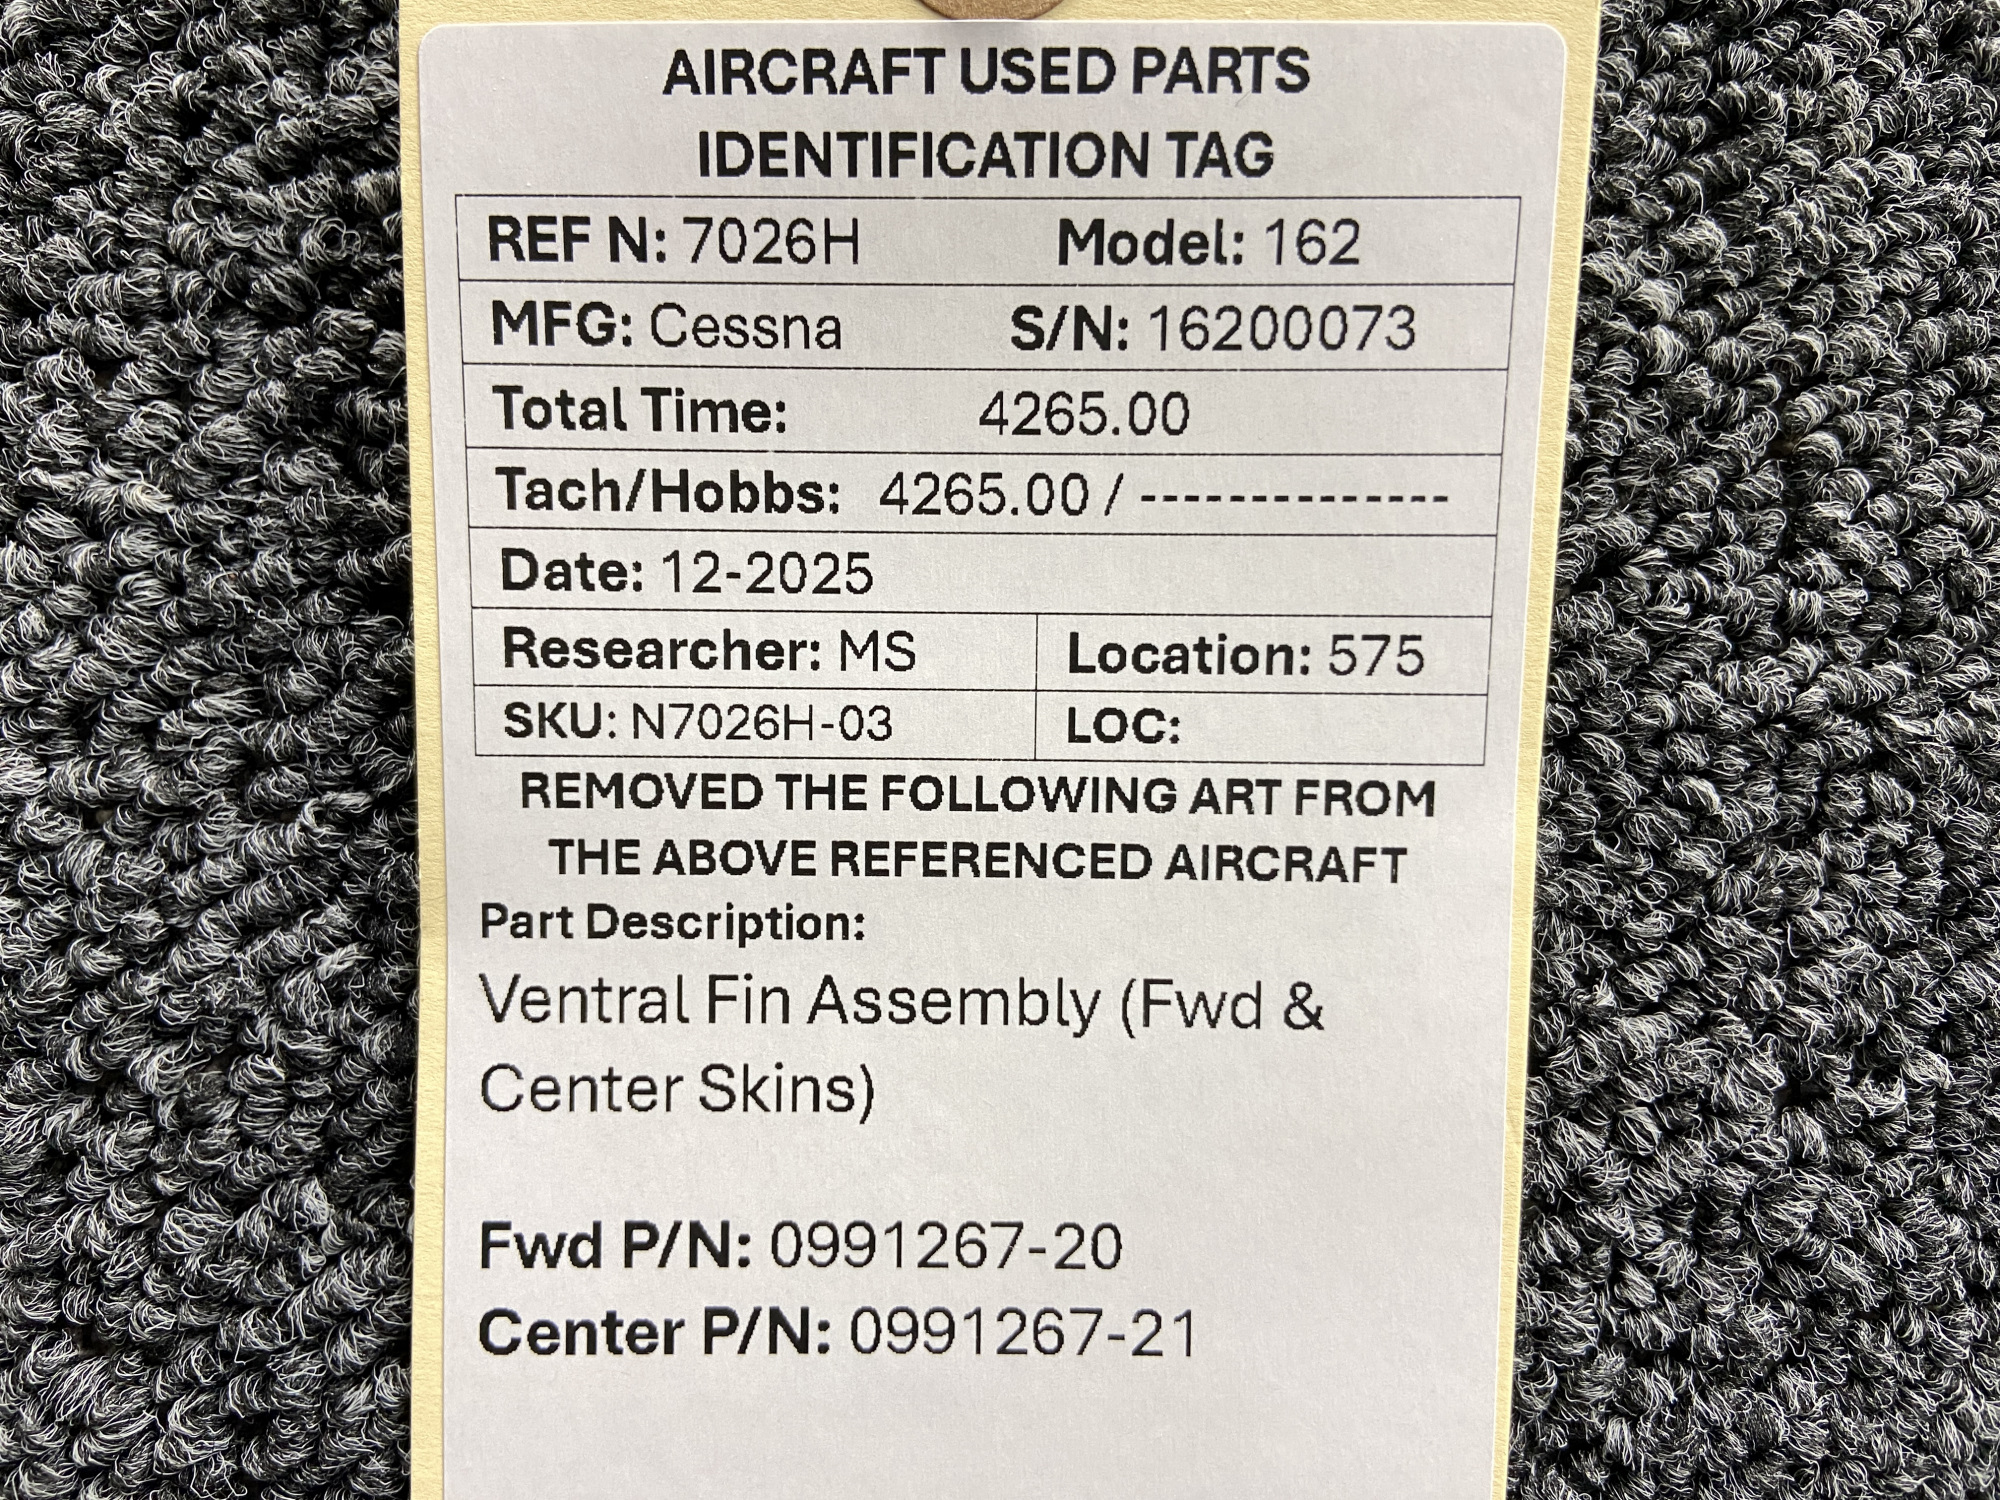 AIRCRAFT USED PARTS
IDENTIFICATION TAG
REF N: 7026H Model: 162
MFG: Cessna S/N: 16200073
Total Time: 4265.00
Tach/Hobbs: 4265.00 / --------------
Date: 12-2025
Researcher: MS Location: 575
SKU: N7026H-03 LOC:
REMOVED THE FOLLOWING ART FROM
THE ABOVE REFERENCED AIRCRAFT
Part Description:
Ventral Fin Assembly (Fwd &
Center Skins)
Fwd P/N: 0991267-20
Center P/N: 0991267-21